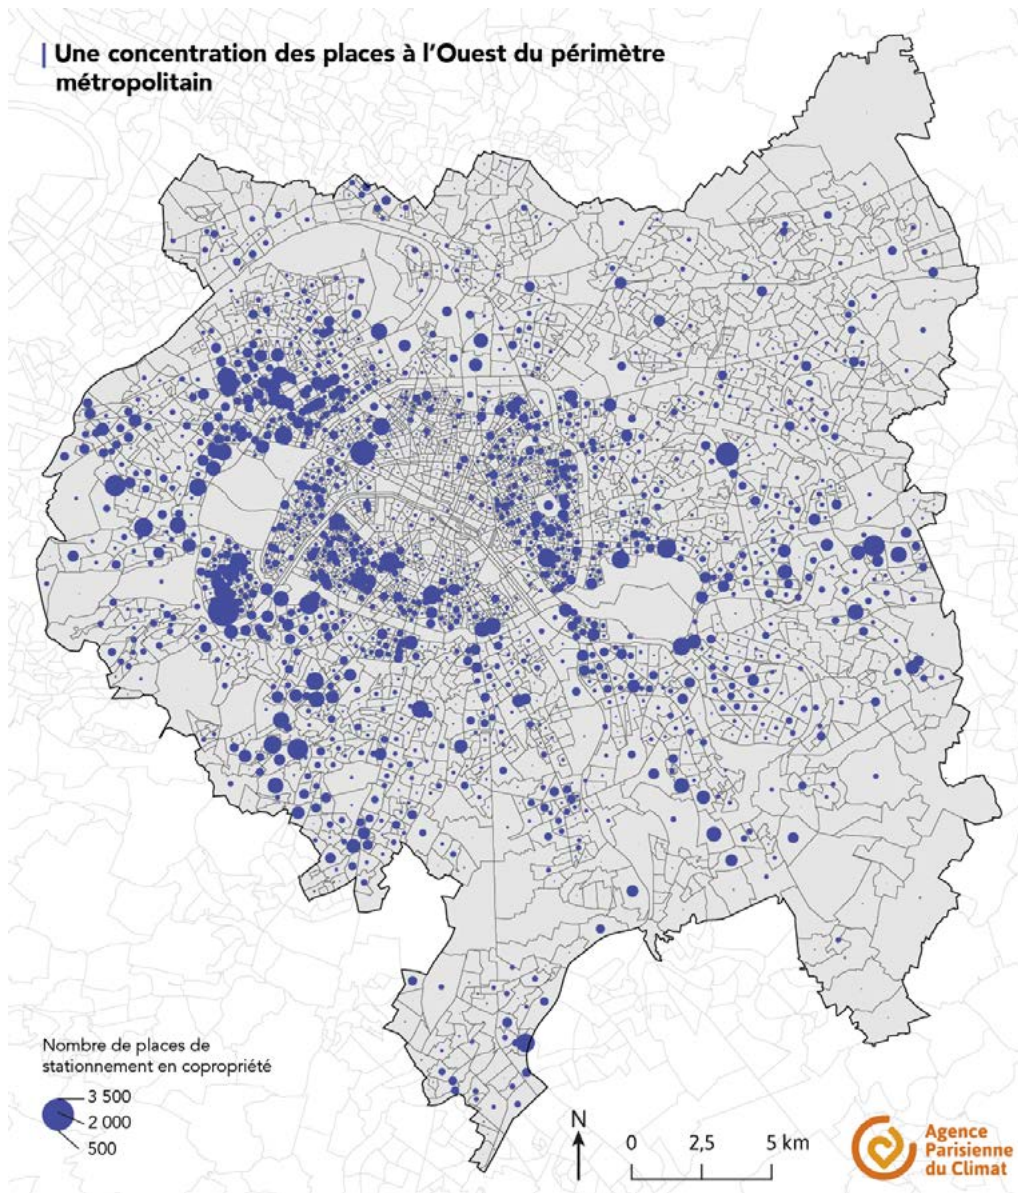 Une concentration des places à l'Ouest du périmètre
métropolitain
Nombre de places de
stationnement en copropriété
3 500
2 000
500
N
0 2,5 5 km
Agence
Parisienne
du Climat